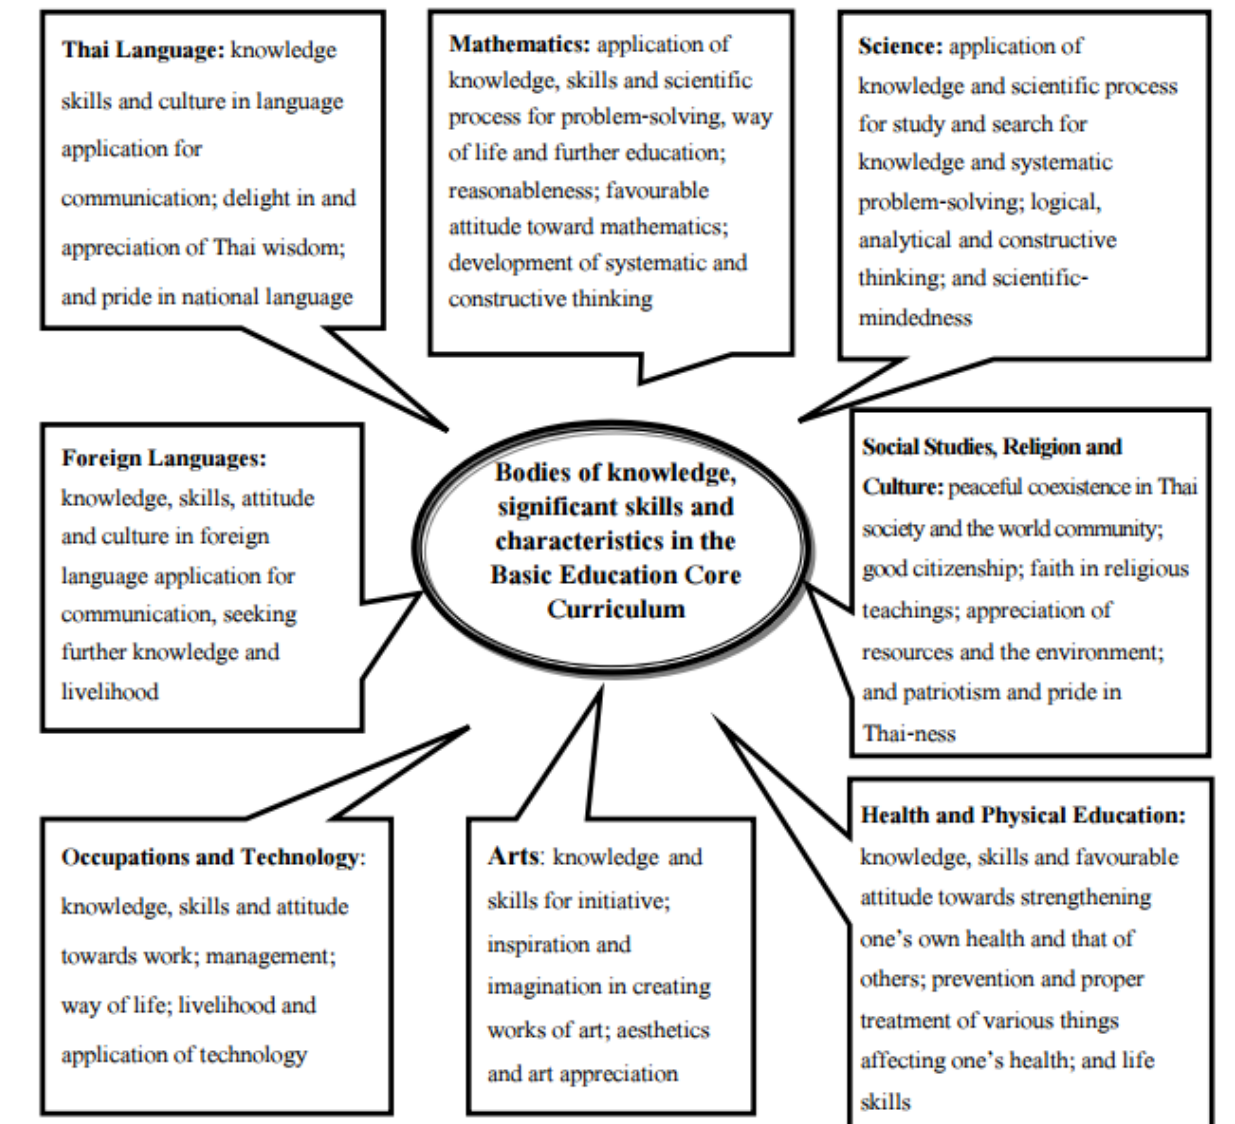 Thai Language: knowledge
skills and culture in language
application for
communication; delight in and
appreciation of Thai wisdom;
and pride in national language
Mathematics: application of
knowledge, skills and scientific
process for problem-solving, way
of life and further education;
reasonableness; favourable
attitude toward mathematics;
development of systematic and
constructive thinking
Science: application of
knowledge and scientific process
for study and search for
knowledge and systematic
problem-solving; logical,
analytical and constructive
thinking; and scientific-
mindedness
Foreign Languages:
knowledge, skills, attitude
and culture in foreign
language application for
communication, seeking
further knowledge and
livelihood
Bodies of knowledge,
significant skills and
characteristics in the
Basic Education Core
Curriculum
Social Studies, Religion and
Culture: peaceful coexistence in Thai
society and the world community;
good citizenship; faith in religious
teachings; appreciation of
resources and the environment;
and patriotism and pride in
Thai-ness
Occupations and Technology:
knowledge, skills and attitude
towards work; management;
way of life; livelihood and
application of technology
Arts: knowledge and
skills for initiative;
inspiration and
imagination in creating
works of art; aesthetics
and art appreciation
Health and Physical Education:
knowledge, skills and favourable
attitude towards strengthening
one's own health and that of
others; prevention and proper
treatment of various things
affecting one's health; and life
skills